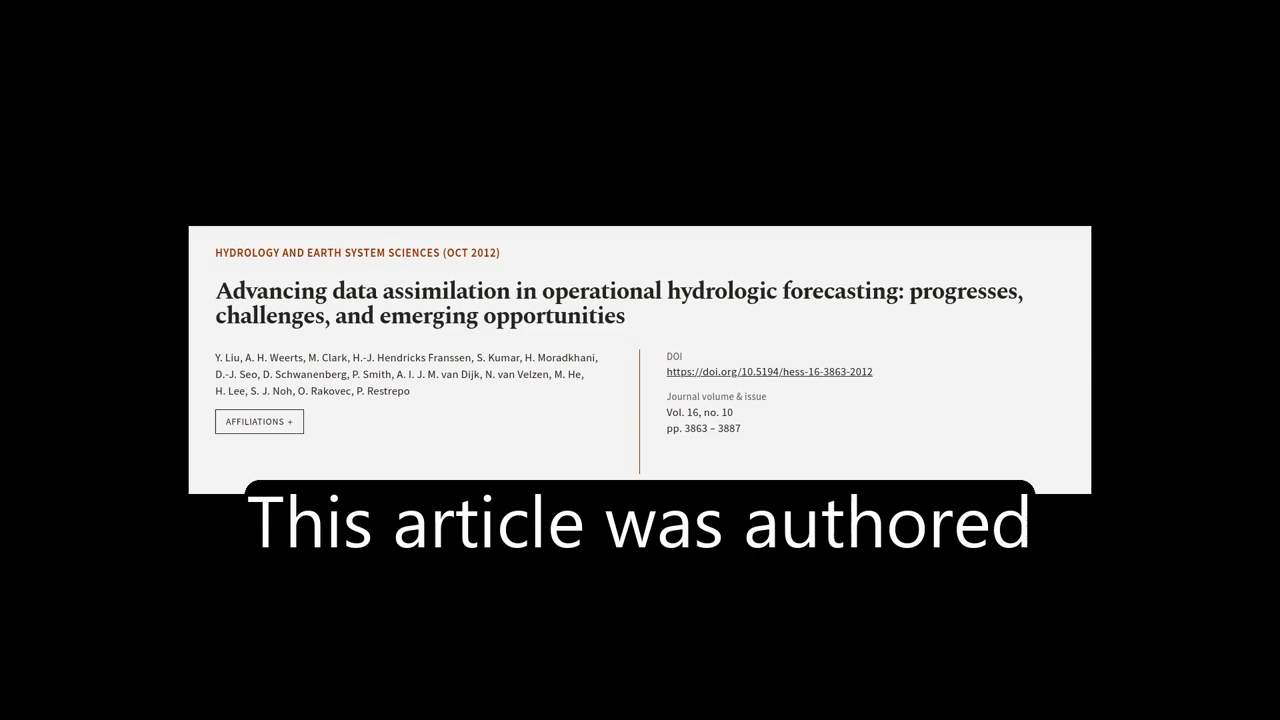 HYDROLOGY AND EARTH SYSTEM SCIENCES (OCT 2012)
Advancing data assimilation in operational hydrologic forecasting: progresses,
challenges, and emerging opportunities
Y. Liu, A. H. Weerts, M. Clark, H.-J. Hendricks Franssen, S. Kumar, H. Moradkhani,
D.-J. Seo, D. Schwanenberg, P. Smith, A. I. J. M. van Dijk, N. van Velzen, M. He,
H. Lee, S. J. Noh, O. Rakovec, P. Restrepo
AFFILIATIONS +
DOI
https://doi.org/10.5194/hess-16-3863-2012
Journal volume & issue
Vol. 16, no. 10
pp. 3863 – 3887
This article was authored